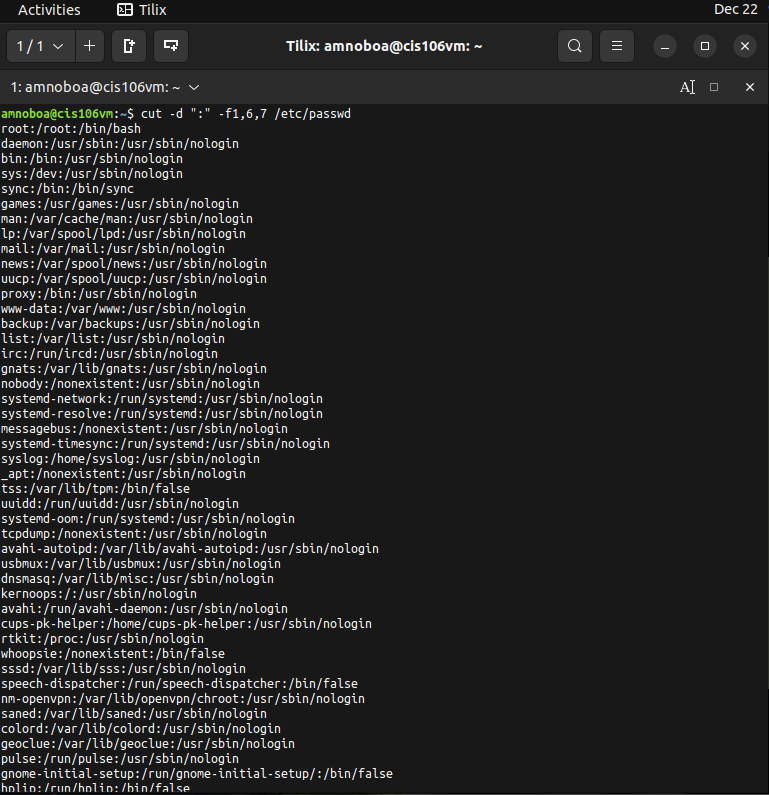 Activities Tilix Dec 22
1 / 1 Tilix: amnoboa@cis106vm: ~
1: amnoboa@cis106vm: ~
amnoboa@cis106vm:~$ cut -d ":" -f1,6,7 /etc/passwd
root:/root:/bin/bash
daemon:/usr/sbin:/usr/sbin/nologin
bin:/bin:/usr/sbin/nologin
sys:/dev:/usr/sbin/nologin
sync:/bin:/bin/sync
games:/usr/games:/usr/sbin/nologin
man:/var/cache/man:/usr/sbin/nologin
lp:/var/spool/lpd:/usr/sbin/nologin
mail:/var/mail:/usr/sbin/nologin
news:/var/spool/news:/usr/sbin/nologin
uucp:/var/spool/uucp:/usr/sbin/nologin
proxy:/bin:/usr/sbin/nologin
www-data:/var/www:/usr/sbin/nologin
backup:/var/backups:/usr/sbin/nologin
list:/var/list:/usr/sbin/nologin
irc:/run/ircd:/usr/sbin/nologin
gnats:/var/lib/gnats:/usr/sbin/nologin
nobody:/nonexistent:/usr/sbin/nologin
systemd-network:/run/systemd:/usr/sbin/nologin
systemd-resolve:/run/systemd:/usr/sbin/nologin
messagebus:/nonexistent:/usr/sbin/nologin
systemd-timesync:/run/systemd:/usr/sbin/nologin
syslog:/home/syslog:/usr/sbin/nologin
_apt:/nonexistent:/usr/sbin/nologin
tss:/var/lib/tpm:/bin/false
uuidd:/run/uuidd:/usr/sbin/nologin
systemd-oom:/run/systemd:/usr/sbin/nologin
tcpdump:/nonexistent:/usr/sbin/nologin
avahi-autoipd:/var/lib/avahi-autoipd:/usr/sbin/nologin
usbmux:/var/lib/usbmux:/usr/sbin/nologin
dnsmasq:/var/lib/misc:/usr/sbin/nologin
kernoops:/:/usr/sbin/nologin
avahi:/run/avahi-daemon:/usr/sbin/nologin
cups-pk-helper:/home/cups-pk-helper:/usr/sbin/nologin
rtkit:/proc:/usr/sbin/nologin
whoopsie:/nonexistent:/bin/false
sssd:/var/lib/sss:/usr/sbin/nologin
speech-dispatcher:/run/speech-dispatcher:/bin/false
nm-openvpn:/var/lib/openvpn/chroot:/usr/sbin/nologin
saned:/var/lib/saned:/usr/sbin/nologin
colord:/var/lib/colord:/usr/sbin/nologin
geoclue:/var/lib/geoclue:/usr/sbin/nologin
pulse:/run/pulse:/usr/sbin/nologin
gnome-initial-setup:/run/gnome-initial-setup/:/bin/false
hplip:/run/hplip:/bin/false